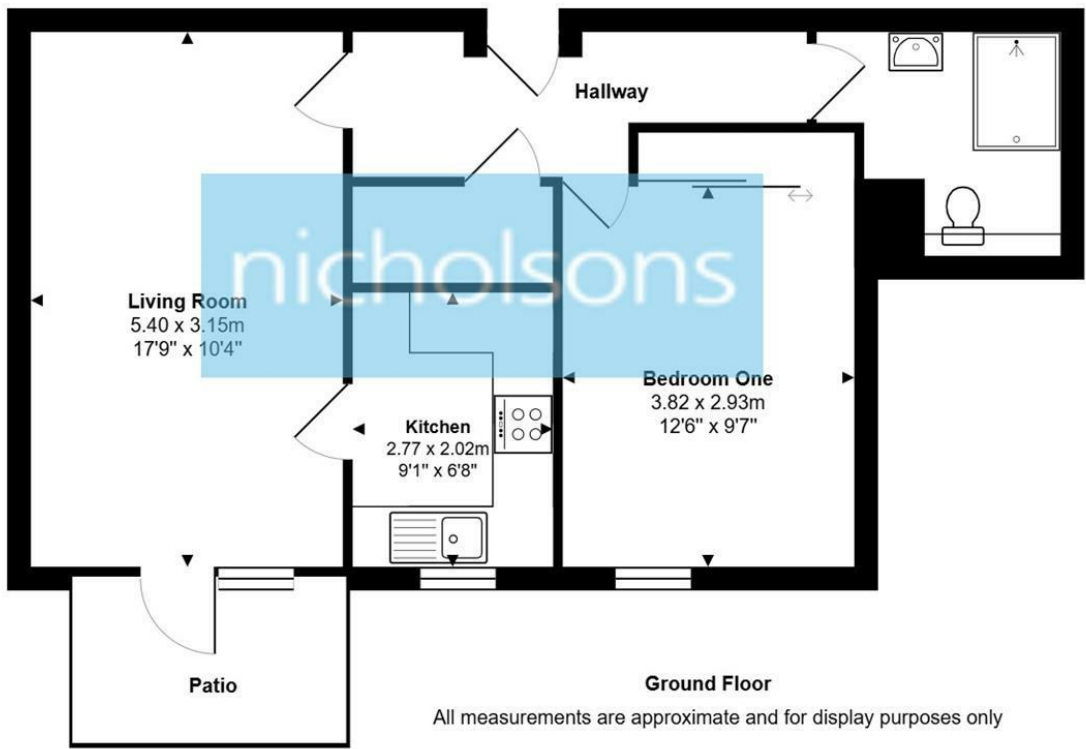 Hallway
nicholsons
Living Room
5.40 x 3.15m
17'9" x 10'4"
Bedroom One
3.82 x 2.93m
12'6" x 9'7"
Kitchen
2.77 x 2.02m
9'1" x 6'8"
Patio
Ground Floor
All measurements are approximate and for display purposes only